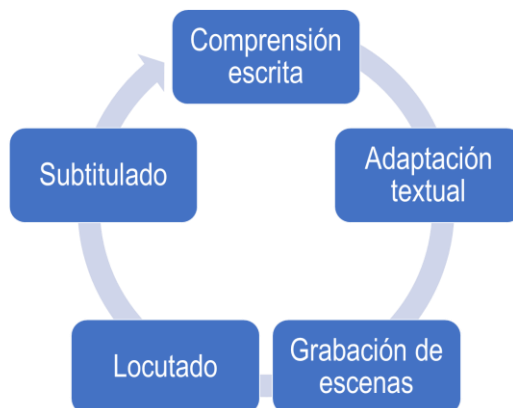 Comprensión
escrita
Adaptación
textual
Grabación de
escenas
Locutado
Subtitulado